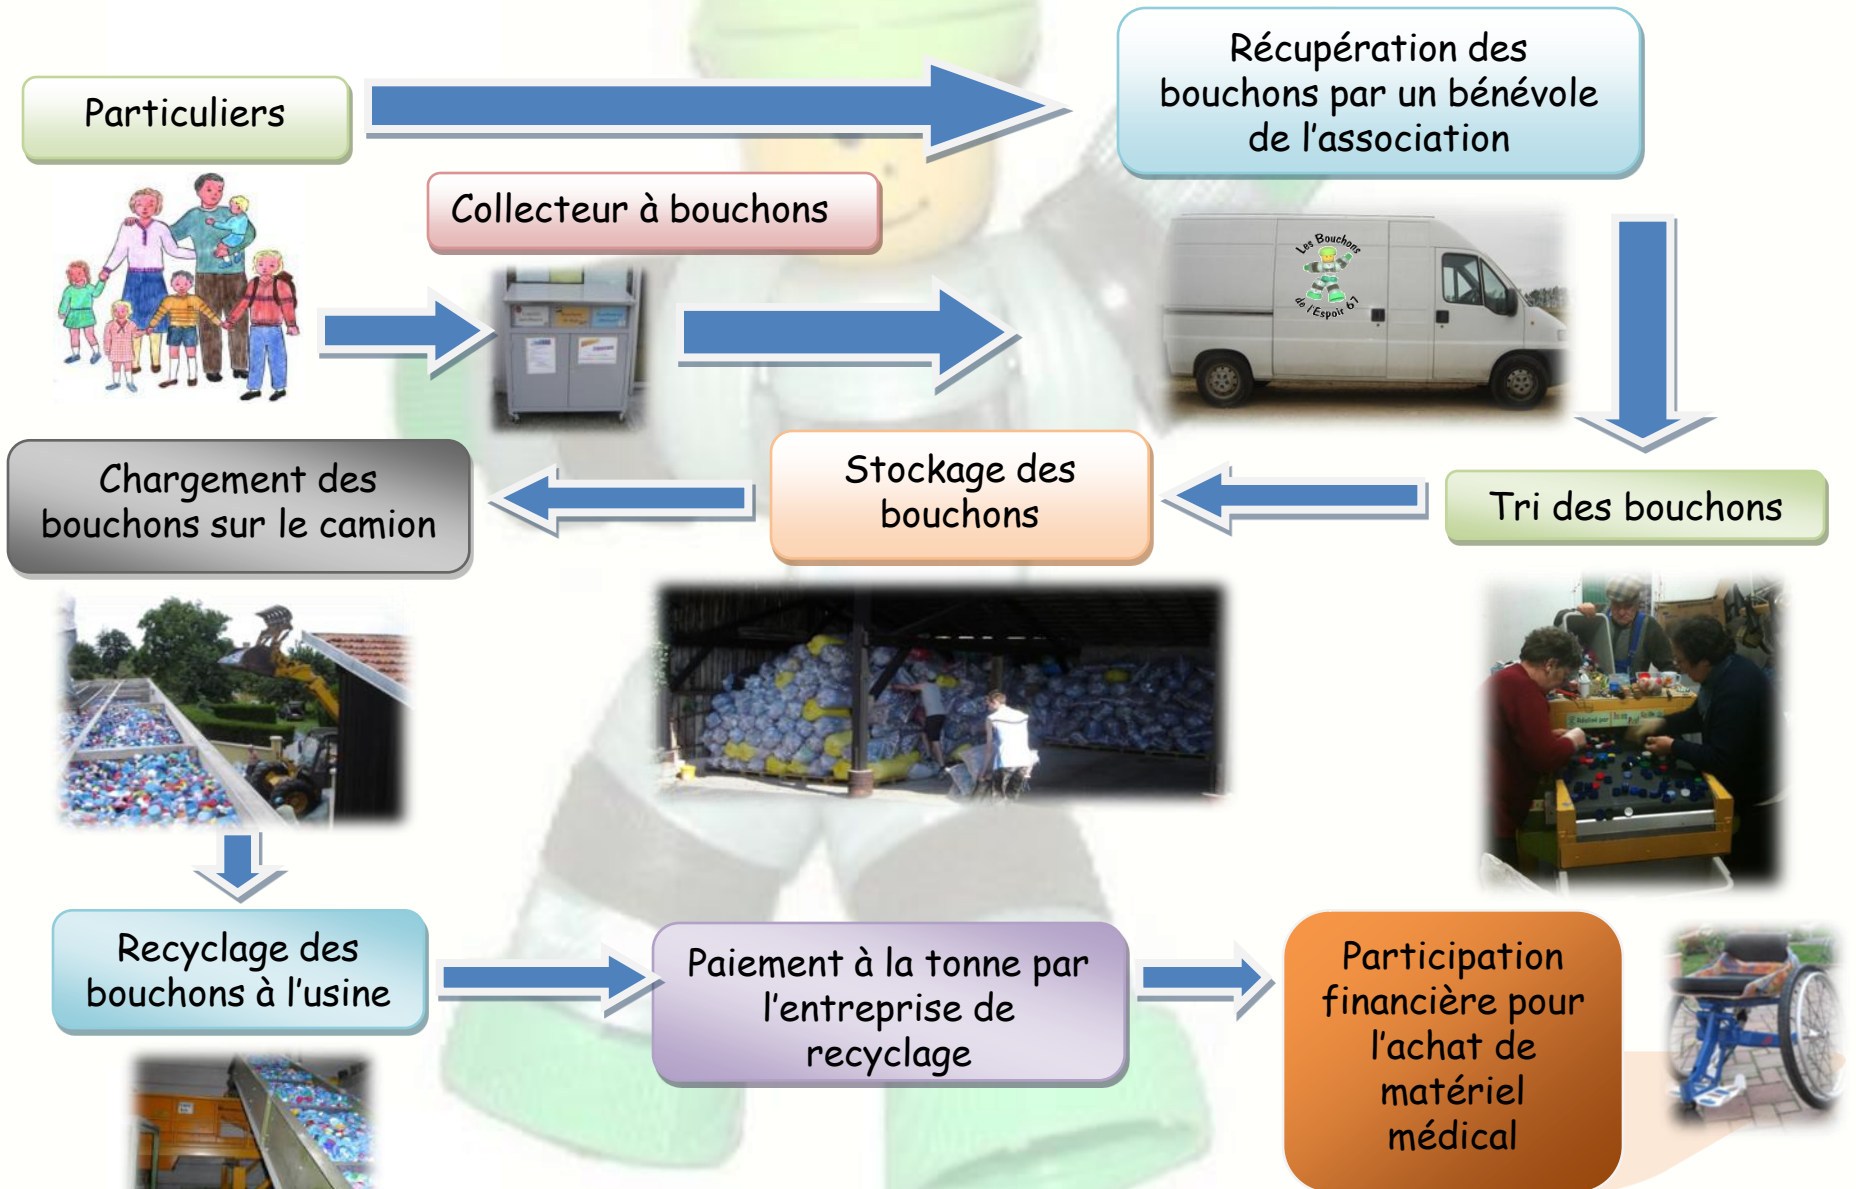 Particuliers
Récupération des
bouchons par un bénévole
de l'association
Collecteur à bouchons
Les Bouchons
de l'Espoir 67
Chargement des
bouchons sur le camion
Stockage des
bouchons
Tri des bouchons
Réalisé par
Recyclage des
bouchons à l'usine
Paiement à la tonne par
l'entreprise de
recyclage
Participation
financière pour
l'achat de
matériel
médical